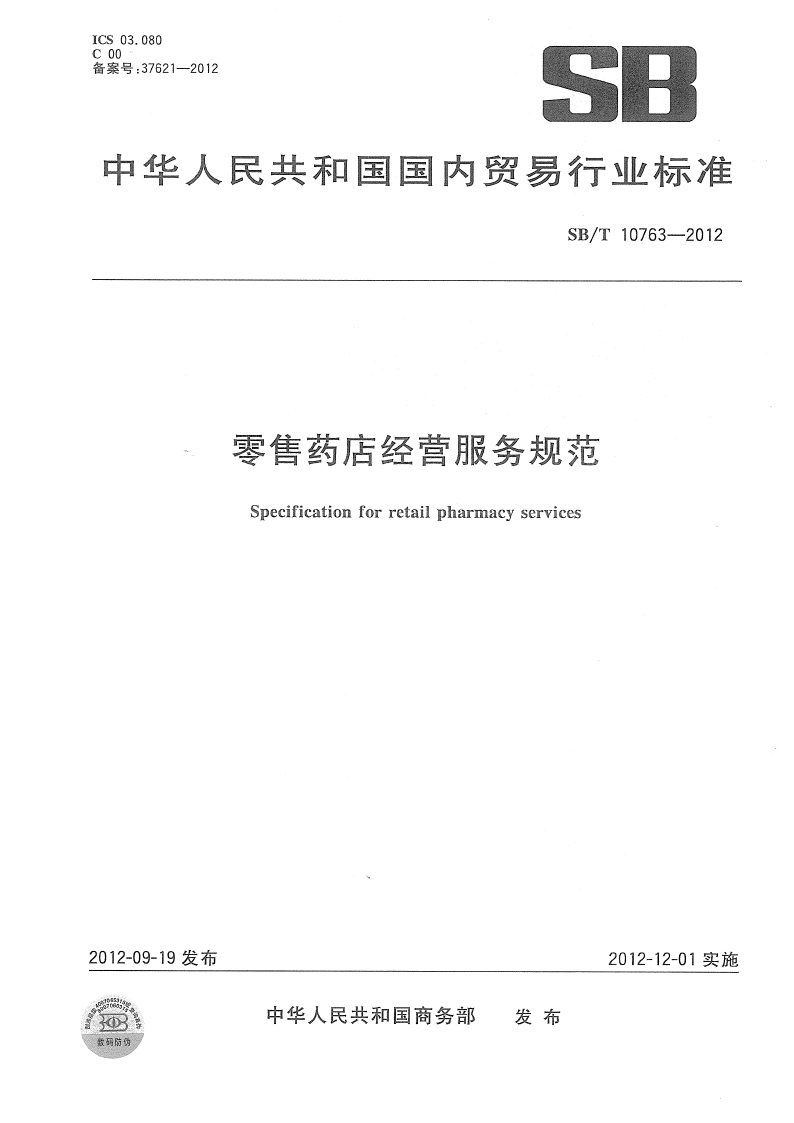 ICS 03.080
C 00
备案号:37621—2012
SB
中华人民共和国国内贸易行业标准
SB/T 10763—2012
零售药店经营服务规范
Specification for retail pharmacy services
2012-09-19 发布
2012-12-01 实施
中华人民共和国商务部 发布
数码防伪